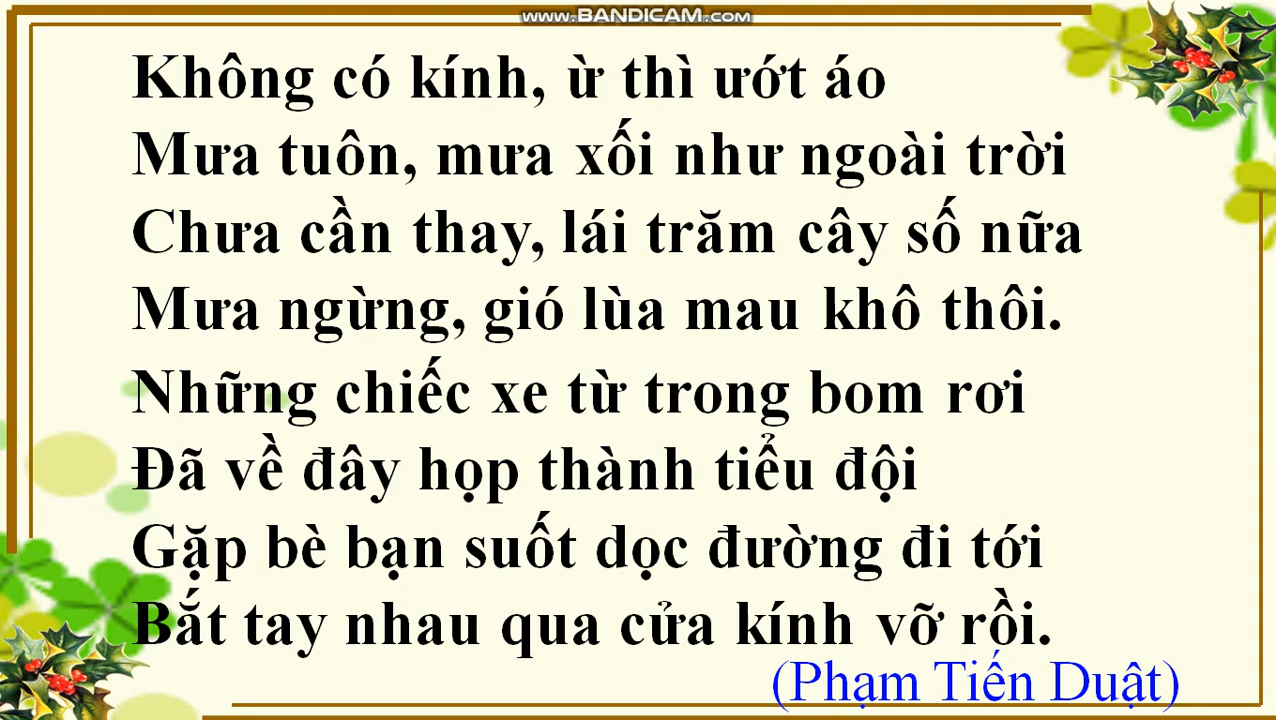 www.BANDICAM.com
Không có kính, ừ thì ướt áo
Mưa tuôn, mưa xối như ngoài trời
Chưa cần thay, lái trăm cây số nữa
Mưa ngừng, gió lùa mau khô thôi.
Những chiếc xe từ trong bom rơi
Đã về đây họp thành tiểu đội
Gặp bè bạn suốt dọc đường đi tới
Bắt tay nhau qua cửa kính vỡ rồi.
(Phạm Tiến Duật)